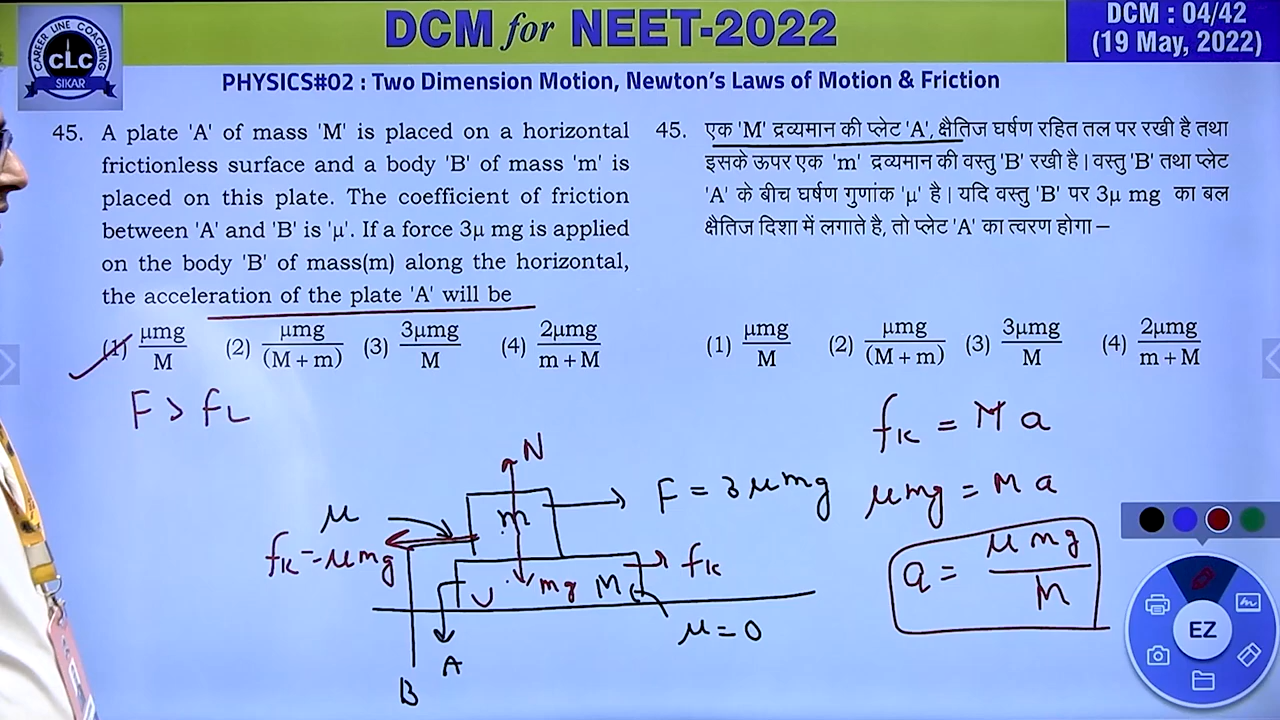 CAREER LINE COACHING
CLC
SIKAR
DCM for NEET-2022
DCM : 04/42
(19 May, 2022)
PHYSICS#02 : Two Dimension Motion, Newton's Laws of Motion & Friction
45. A plate 'A' of mass 'M' is placed on a horizontal
frictionless surface and a body 'B' of mass 'm' is
placed on this plate. The coefficient of friction
between 'A' and 'B' is 'μ'. If a force 3μ mg is applied
on the body 'B' of mass(m) along the horizontal,
the acceleration of the plate 'A' will be
(1) μmg/M (2) μmg/(M + m) (3) 3μmg/M (4) 2μmg/m + M
45. एक 'M' द्रव्यमान की प्लेट 'A', क्षैतिज घर्षण रहित तल पर रखी है तथा
इसके ऊपर एक 'm' द्रव्यमान की वस्तु 'B' रखी है। वस्तु 'B' तथा प्लेट
'A' के बीच घर्षण गुणांक 'μ' है। यदि वस्तु 'B' पर 3μ mg का बल
क्षैतिज दिशा में लगाते है, तो प्लेट 'A' का त्वरण होगा –
(1) μmg/M (2) μmg/(M + m) (3) 3μmg/M (4) 2μmg/m + M
F > fL
N
μ
m
F = 3μmg
fK = μmg
mg
M
fK
μ = 0
A
B
fK = M a
μmg = M a
a = μmg/M
EZ